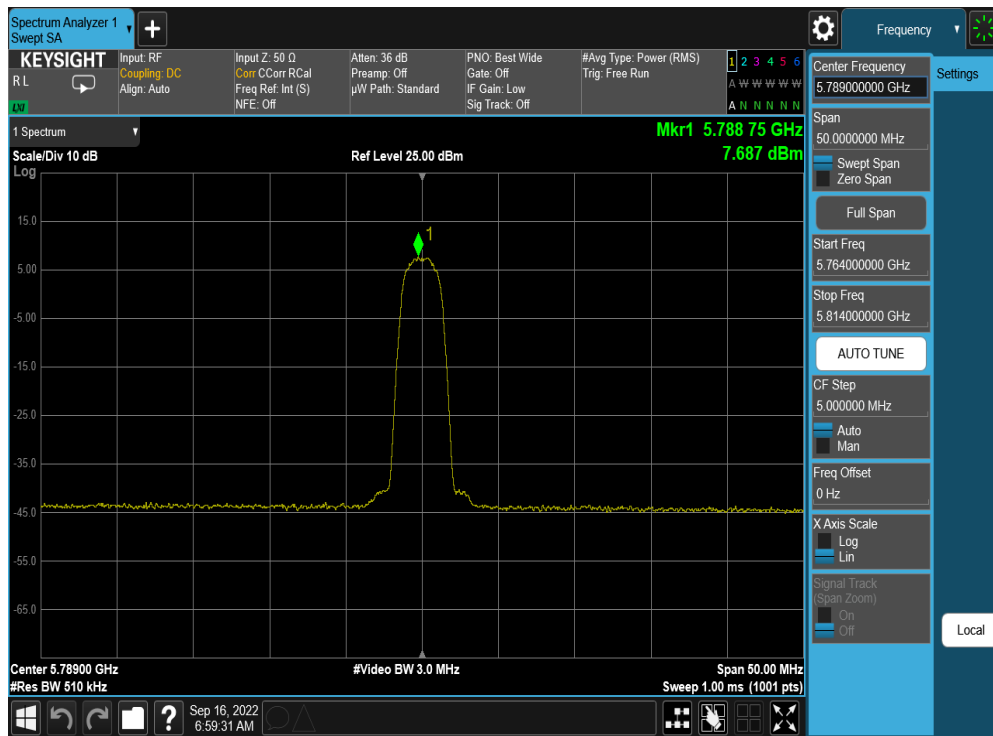 Spectrum Analyzer 1
Swept SA
Frequency
KEYSIGHT
R L
LXI
Input: RF
Coupling: DC
Align: Auto
Input Z: 50 Ω
Corr CCorr RCal
Freq Ref: Int (S)
NFE: Off
Atten: 36 dB
Preamp: Off
µW Path: Standard
PNO: Best Wide
Gate: Off
IF Gain: Low
Sig Track: Off
#Avg Type: Power (RMS)
Trig: Free Run
1 2 3 4 5 6
A W W W W W
A N N N N N
1 Spectrum
Scale/Div 10 dB
Log
Ref Level 25.00 dBm
Mkr1 5.788 75 GHz
7.687 dBm
1
15.0
5.00
-5.00
-15.0
-25.0
-35.0
-45.0
-55.0
-65.0
Center 5.78900 GHz
#Res BW 510 kHz
#Video BW 3.0 MHz
Span 50.00 MHz
Sweep 1.00 ms (1001 pts)
Center Frequency
5.789000000 GHz
Span
50.0000000 MHz
Swept Span
Zero Span
Full Span
Start Freq
5.764000000 GHz
Stop Freq
5.814000000 GHz
AUTO TUNE
CF Step
5.000000 MHz
Auto
Man
Freq Offset
0 Hz
X Axis Scale
Log
Lin
Signal Track
(Span Zoom)
On
Off
Settings
Local
?
Sep 16, 2022
6:59:31 AM